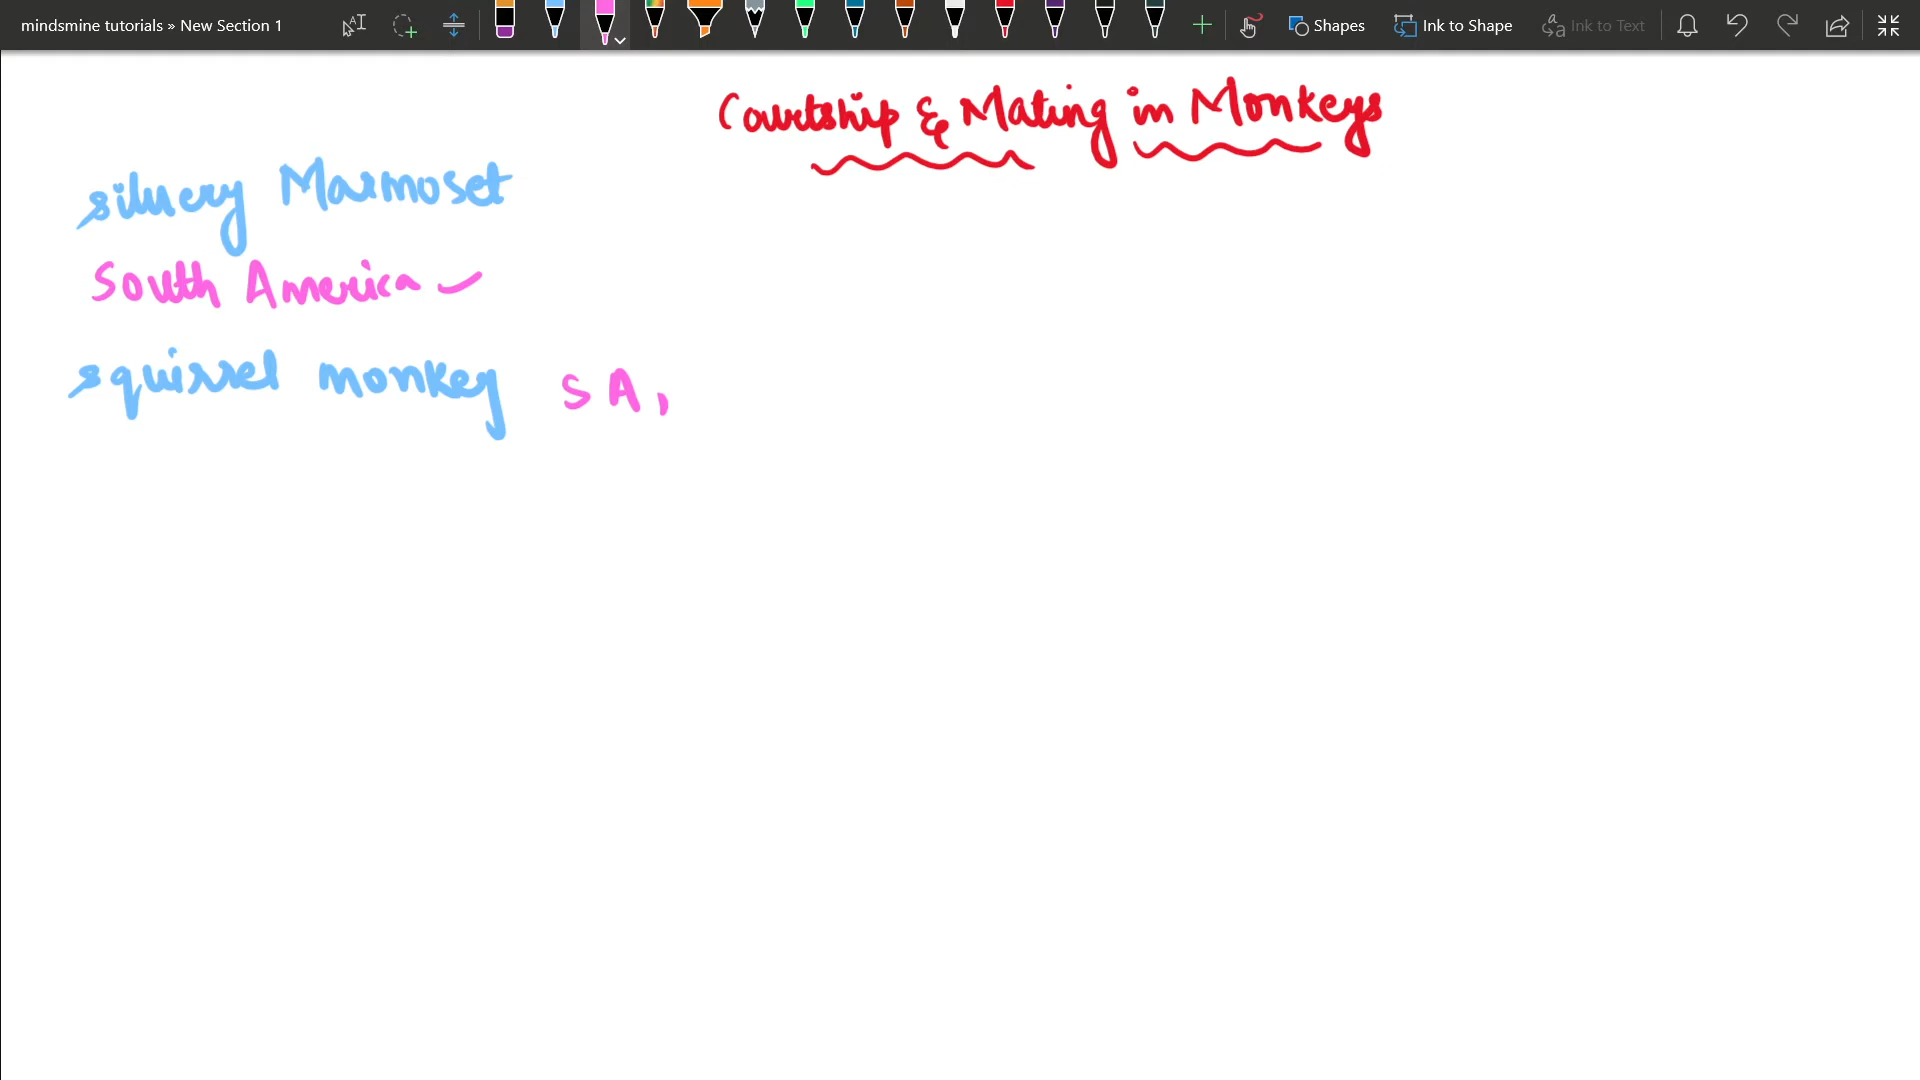 mindsmine tutorials » New Section 1
Shapes
Ink to Shape
Ink to Text
Courtship & Mating in Monkeys
silvery Marmoset
South America
squirrel monkey SA,